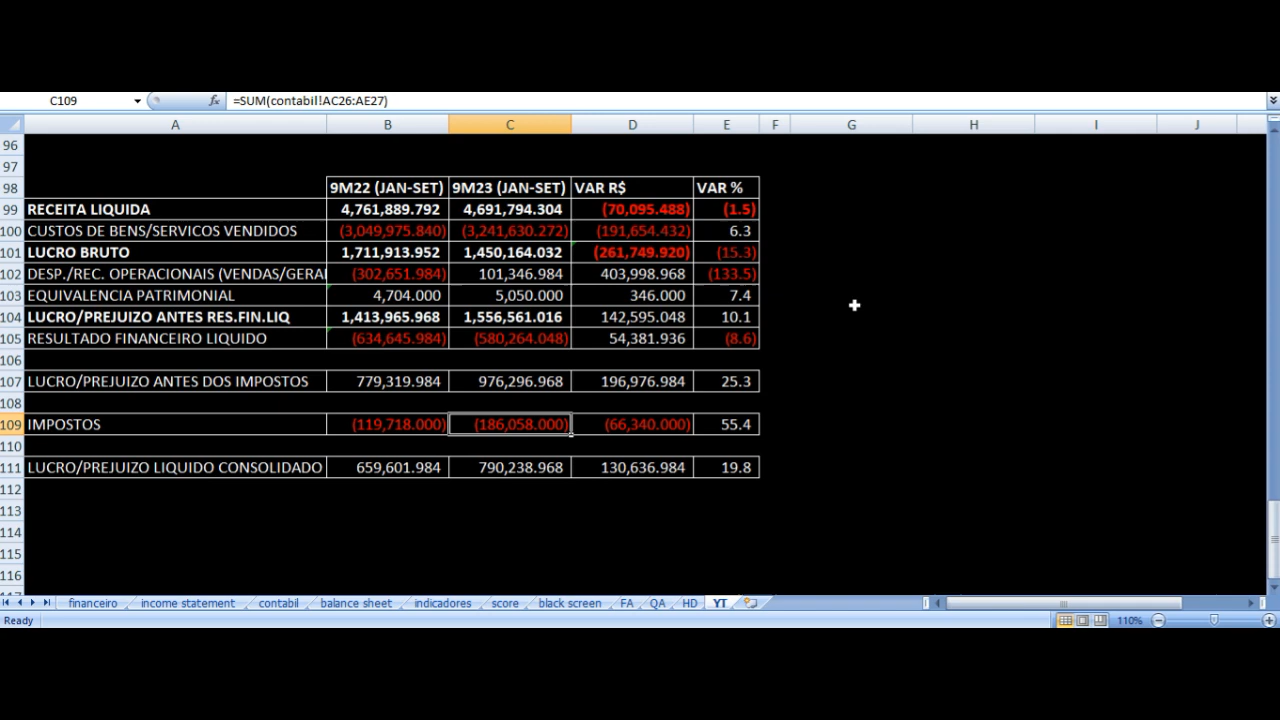 C109 fx =SUM(contabil!AC26:AE27)
A B C D E F G H I J
96
97
98 9M22 (JAN-SET) 9M23 (JAN-SET) VAR R$ VAR %
99 RECEITA LIQUIDA 4,761,889.792 4,691,794.304 (70,095.488) (1.5)
100 CUSTOS DE BENS/SERVICOS VENDIDOS (3,049,975.840) (3,241,630.272) (191,654.432) 6.3
101 LUCRO BRUTO 1,711,913.952 1,450,164.032 (261,749.920) (15.3)
102 DESP./REC. OPERACIONAIS (VENDAS/GERAI (302,651.984) 101,346.984 403,998.968 (133.5)
103 EQUIVALENCIA PATRIMONIAL 4,704.000 5,050.000 346.000 7.4
104 LUCRO/PREJUIZO ANTES RES.FIN.LIQ 1,413,965.968 1,556,561.016 142,595.048 10.1
105 RESULTADO FINANCEIRO LIQUIDO (634,645.984) (580,264.048) 54,381.936 (8.6)
106
107 LUCRO/PREJUIZO ANTES DOS IMPOSTOS 779,319.984 976,296.968 196,976.984 25.3
108
109 IMPOSTOS (119,718.000) (186,058.000) (66,340.000) 55.4
110
111 LUCRO/PREJUIZO LIQUIDO CONSOLIDADO 659,601.984 790,238.968 130,636.984 19.8
112
113
114
115
116
financeiro income statement contabil balance sheet indicadores score black screen FA QA HD YT
Ready 110%